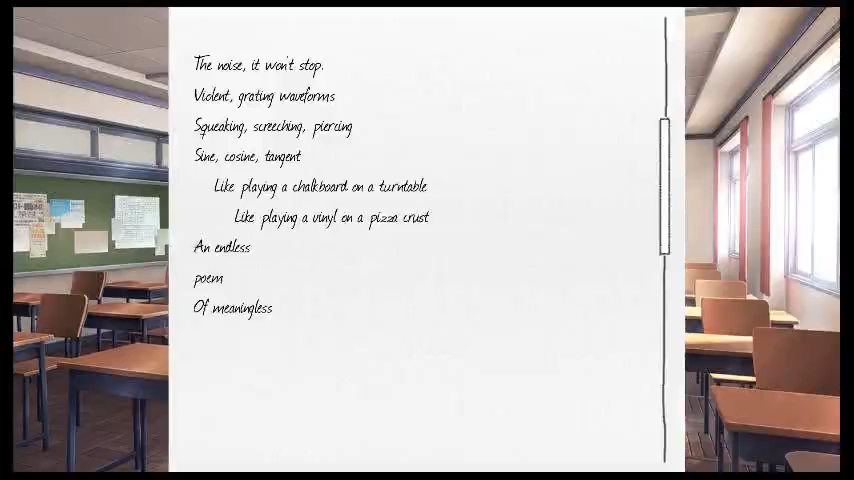 The noise, it won't stop.
Violent, grating waveforms
Squeaking, screeching, piercing
Sine, cosine, tangent
Like playing a chalkboard on a turntable
Like playing a vinyl on a pizza crust
An endless
poem
Of meaningless